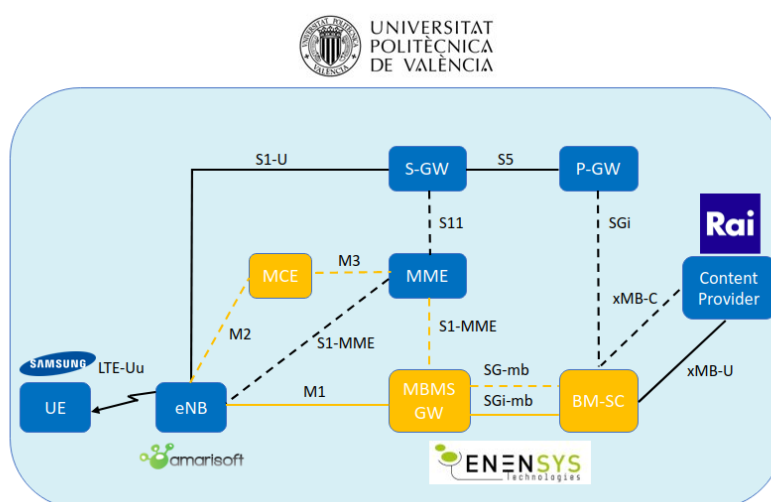 UNIVERSITAT
POLITÈCNICA
DE VALÈNCIA
S1-U
S-GW
S5
P-GW
S11
SGi
Rai
MCE
M3
MME
Content
Provider
xMB-C
M2
S1-MME
S1-MME
SAMSUNG
LTE-Uu
SG-mb
xMB-U
UE
eNB
M1
MBMS
GW
SGi-mb
BM-SC
amarisoft
ENENSYS
Technologies